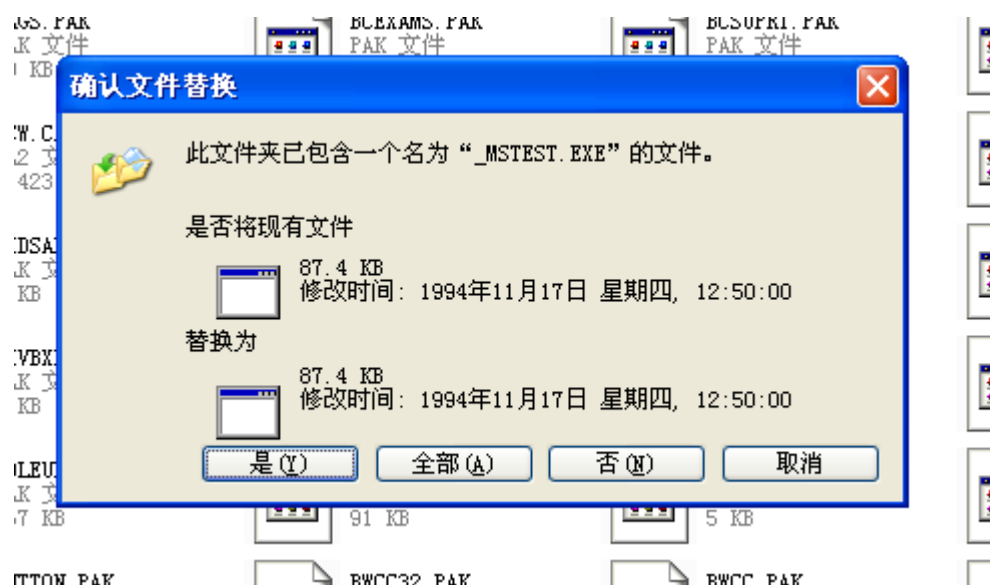 BCEXAMS.PAK
BCSUPRI.PAK
PAK 文件
PAK 文件
确认文件替换
此文件夹已包含一个名为“_MSTEST.EXE”的文件。
是否将现有文件
87.4 KB
修改时间: 1994年11月17日 星期四, 12:50:00
替换为
87.4 KB
修改时间: 1994年11月17日 星期四, 12:50:00
是(Y)
全部(A)
否(N)
取消
423
KB
KB
KB
91 KB
5 KB
BWCC32.PAK
BWCC.PAK